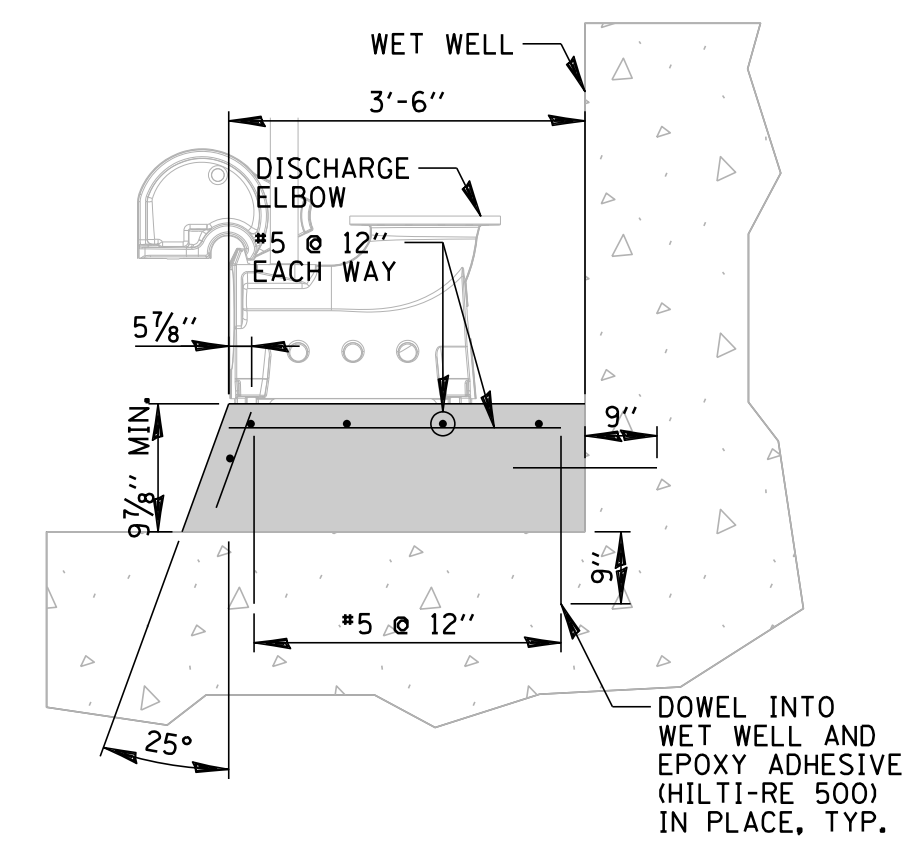 WET WELL
3'-6"
DISCHARGE
ELBOW
#5 @ 12"
EACH WAY
5⅞"
9"
9⅞" MIN.
9"
#5 @ 12"
25°
DOWEL INTO
WET WELL AND
EPOXY ADHESIVE
(HILTI-RE 500)
IN PLACE, TYP.